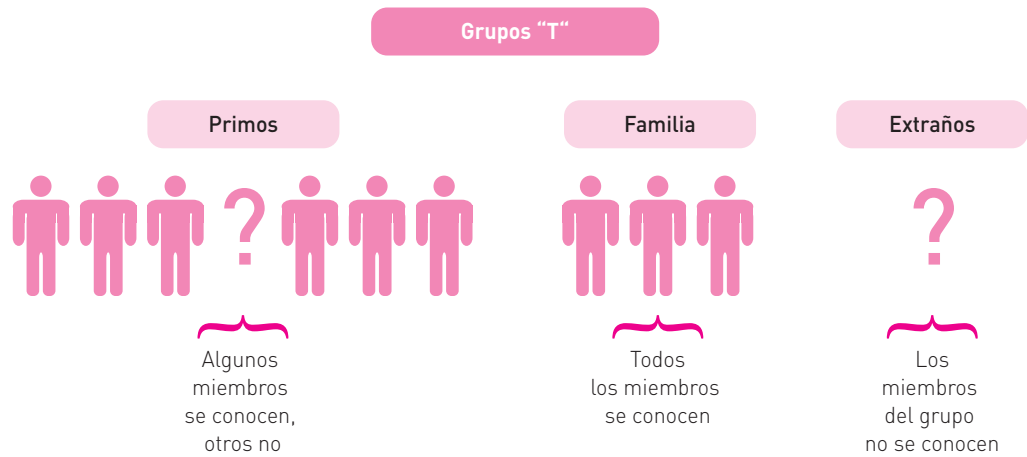 Grupos “T“
Primos
Familia
Extraños
?
?
Algunos
miembros
se conocen,
otros no
Todos
los miembros
se conocen
Los
miembros
del grupo
no se conocen